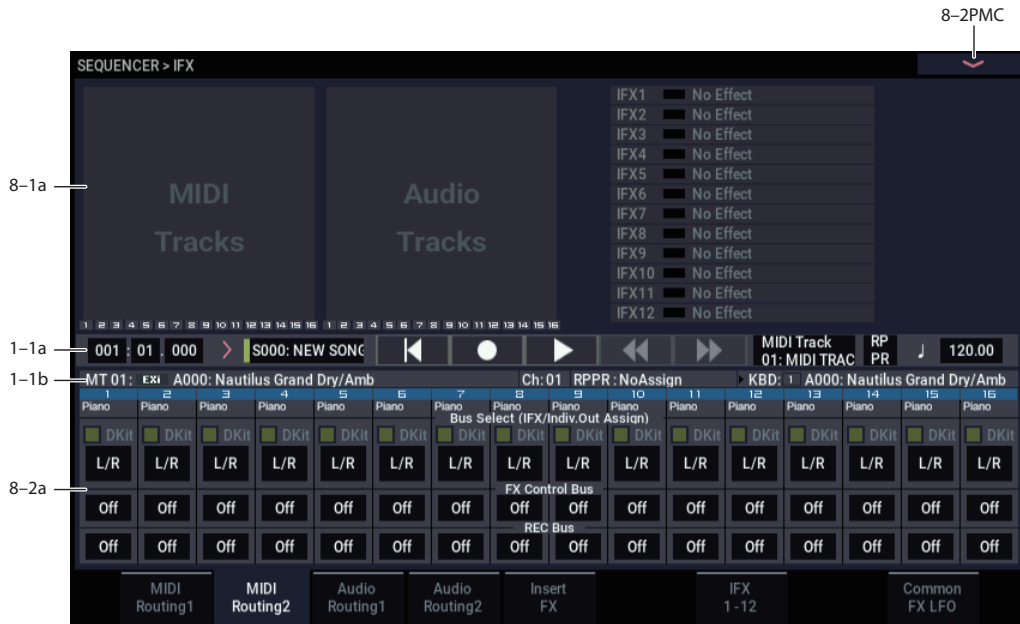 8–2PMC
SEQUENCER > IFX
8–1a
MIDI
Tracks
Audio
Tracks
IFX1 No Effect
IFX2 No Effect
IFX3 No Effect
IFX4 No Effect
IFX5 No Effect
IFX6 No Effect
IFX7 No Effect
IFX8 No Effect
IFX9 No Effect
IFX10 No Effect
IFX11 No Effect
IFX12 No Effect
1 2 3 4 5 6 7 8 9 10 11 12 13 14 15 16 1 2 3 4 5 6 7 8 9 10 11 12 13 14 15 16
1–1a
001 : 01 . 000 S000: NEW SONG MIDI Track 01: MIDI TRAC RP PR ♩ 120.00
1–1b
MT 01: EXi A000: Nautilus Grand Dry/Amb Ch: 01 RPPR : NoAssign KBD: 1 A000: Nautilus Grand Dry/Amb
1 2 3 4 5 6 7 8 9 10 11 12 13 14 15 16
Piano Piano Piano Piano Piano Piano Piano Piano Piano Piano Piano Piano Piano Piano Piano Piano
Bus Select (IFX/Indiv.Out Assign)
DKit DKit DKit DKit DKit DKit DKit DKit DKit DKit DKit DKit DKit DKit DKit DKit
L/R L/R L/R L/R L/R L/R L/R L/R L/R L/R L/R L/R L/R L/R L/R L/R
8–2a
FX Control Bus
Off Off Off Off Off Off Off Off Off Off Off Off Off Off Off Off
REC Bus
Off Off Off Off Off Off Off Off Off Off Off Off Off Off Off Off
MIDI Routing1
MIDI Routing2
Audio Routing1
Audio Routing2
Insert FX
IFX 1 -12
Common FX LFO